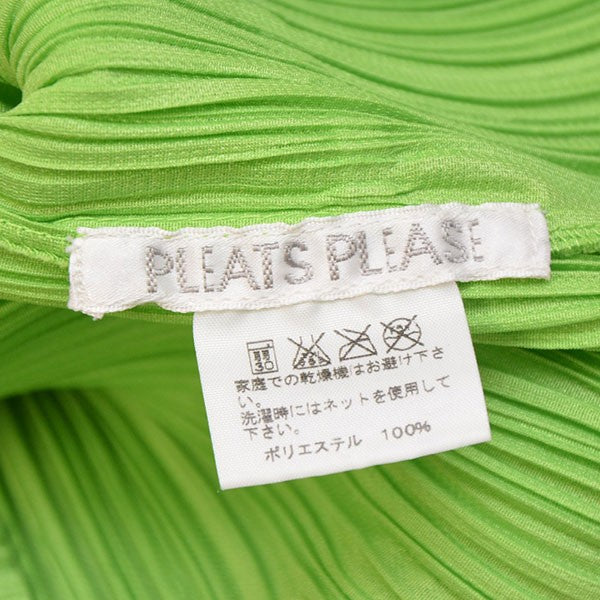 PLEATS PLEASE
30
家庭での乾燥機はお避け下さ
い。
洗濯時にはネットを使用して
下さい。
ポリエステル 100%